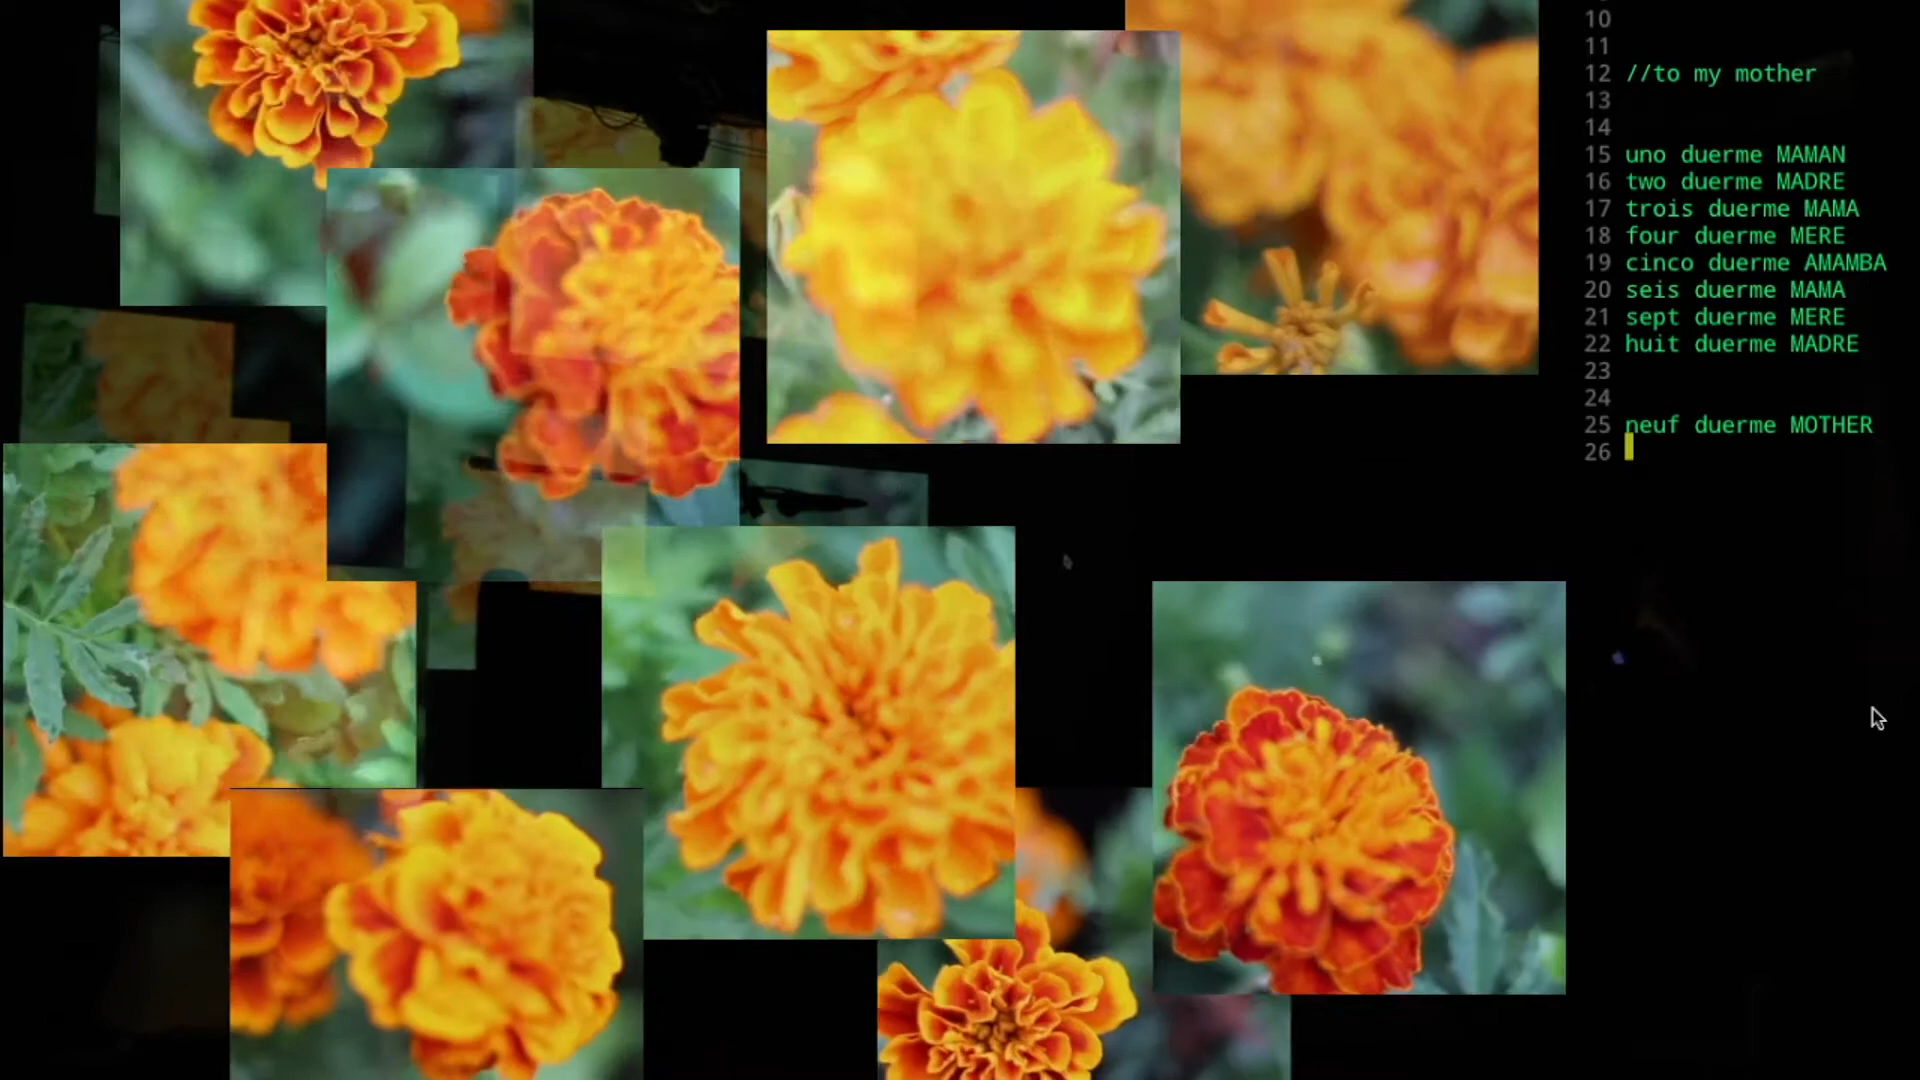 10
11
12 //to my mother
13
14
15 uno duerme MAMAN
16 two duerme MADRE
17 trois duerme MAMA
18 four duerme MERE
19 cinco duerme AMAMBA
20 seis duerme MAMA
21 sept duerme MERE
22 huit duerme MADRE
23
24
25 neuf duerme MOTHER
26